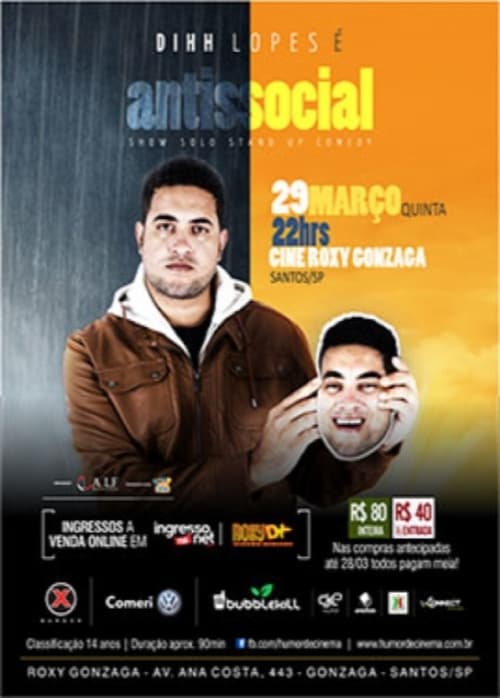 DIHH LOPES É
antissocial
SHOW SOLO STAND UP COMEDY
29 MARÇO QUINTA
22hrs
CINE ROXY GONZAGA
SANTOS/SP
INGRESSOS A
VENDA ONLINE EM
ingresso.net
ROXY D+
R$ 80
INTEIRA
R$ 40
½ ENTRADA
Nas compras antecipadas
até 28/03 todos pagam meia!
X
BURGER
Comeri
bubblekill
Classificação 14 anos | Duração aprox. 90min | fb.com/humordecinema | www.humordecinema.com.br
ROXY GONZAGA - AV. ANA COSTA, 443 - GONZAGA - SANTOS/SP